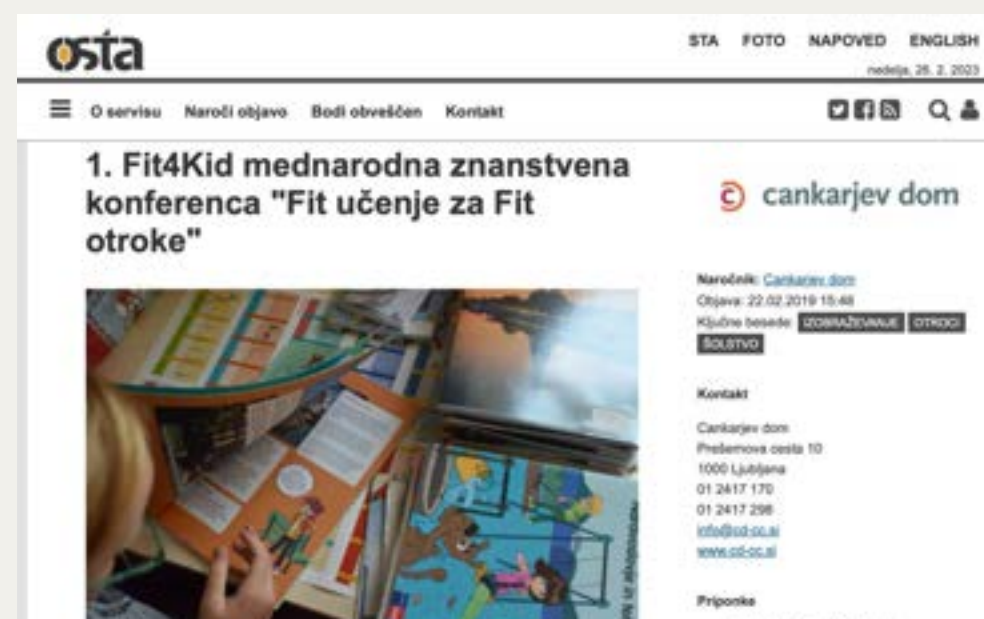 osta
STA FOTO NAPOVED ENGLISH
nedelja, 26. 2. 2023
O servisu Naroči objavo Bodi obveščen Kontakt
1. Fit4Kid mednarodna znanstvena
konferenca "Fit učenje za Fit
otroke"
cankarjev dom
Naročnik: Cankarjev dom
Objava: 22.02.2019 15:48
Ključne besede: IZOBRAŽEVANJE OTROCI
ŠOLSTVO
Kontakt
Cankarjev dom
Prešernova cesta 10
1000 Ljubljana
01 2417 170
01 2417 298
info@cd-cc.si
www.cd-cc.si
Priponke